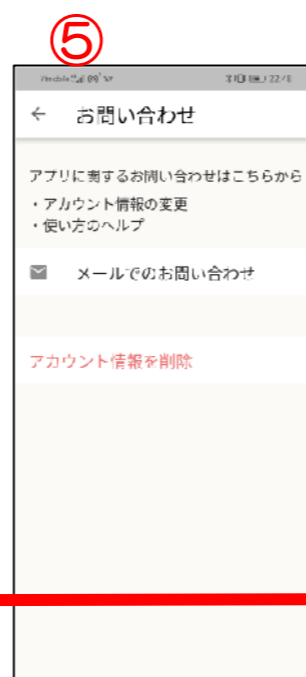 ⑤
← お問い合わせ
アプリに関するお問い合わせはこちらから
・アカウント情報の変更
・使い方のヘルプ
メールでのお問い合わせ
アカウント情報を削除